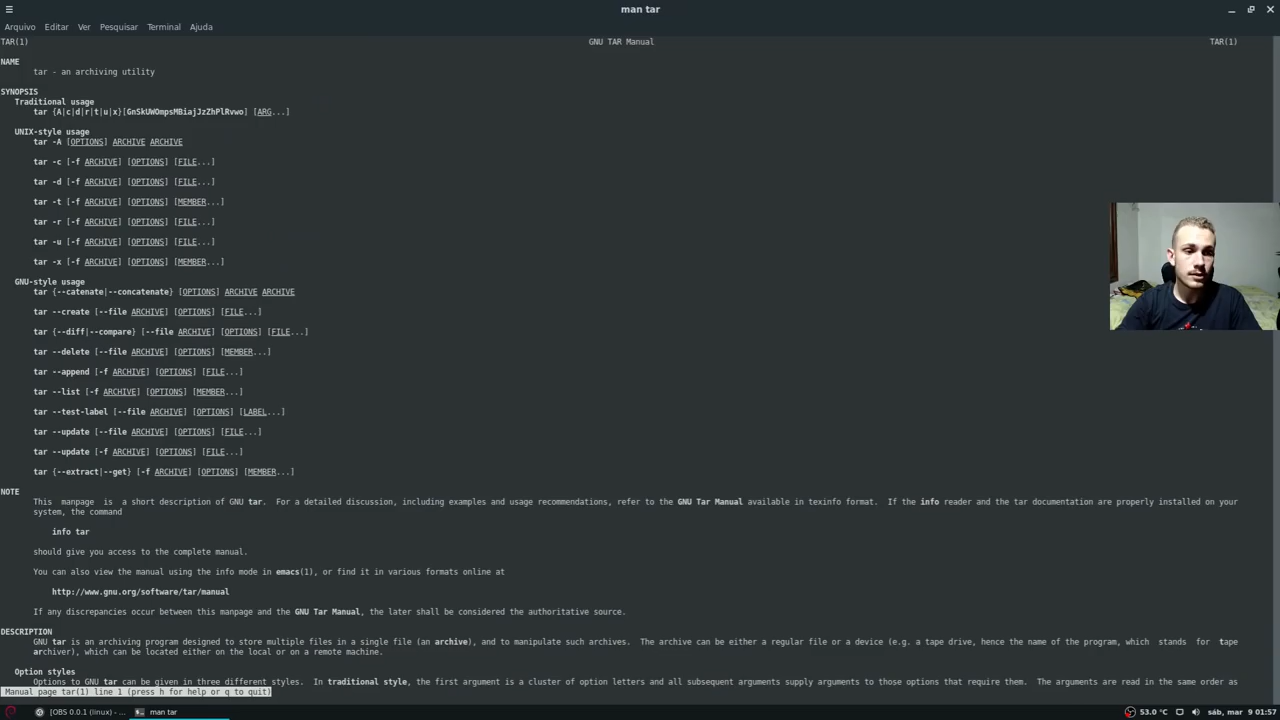 man tar
Arquivo Editar Ver Pesquisar Terminal Ajuda
TAR(1) GNU TAR Manual TAR(1)
NAME
tar - an archiving utility
SYNOPSIS
Traditional usage
tar {A|c|d|r|t|u|x}[GnSkUWOmpsMBiajJzZhPlRvwo] [ARG...]
UNIX-style usage
tar -A [OPTIONS] ARCHIVE ARCHIVE
tar -c [-f ARCHIVE] [OPTIONS] [FILE...]
tar -d [-f ARCHIVE] [OPTIONS] [FILE...]
tar -t [-f ARCHIVE] [OPTIONS] [MEMBER...]
tar -r [-f ARCHIVE] [OPTIONS] [FILE...]
tar -u [-f ARCHIVE] [OPTIONS] [FILE...]
tar -x [-f ARCHIVE] [OPTIONS] [MEMBER...]
GNU-style usage
tar {--catenate|--concatenate} [OPTIONS] ARCHIVE ARCHIVE
tar --create [--file ARCHIVE] [OPTIONS] [FILE...]
tar {--diff|--compare} [--file ARCHIVE] [OPTIONS] [FILE...]
tar --delete [--file ARCHIVE] [OPTIONS] [MEMBER...]
tar --append [-f ARCHIVE] [OPTIONS] [FILE...]
tar --list [-f ARCHIVE] [OPTIONS] [MEMBER...]
tar --test-label [--file ARCHIVE] [OPTIONS] [LABEL...]
tar --update [--file ARCHIVE] [OPTIONS] [FILE...]
tar --update [-f ARCHIVE] [OPTIONS] [FILE...]
tar {--extract|--get} [-f ARCHIVE] [OPTIONS] [MEMBER...]
NOTE
This manpage is a short description of GNU tar. For a detailed discussion, including examples and usage recommendations, refer to the GNU Tar Manual available in texinfo format. If the info reader and the tar documentation are properly installed on your
system, the command
info tar
should give you access to the complete manual.
You can also view the manual using the info mode in emacs(1), or find it in various formats online at
http://www.gnu.org/software/tar/manual
If any discrepancies occur between this manpage and the GNU Tar Manual, the later shall be considered the authoritative source.
DESCRIPTION
GNU tar is an archiving program designed to store multiple files in a single file (an archive), and to manipulate such archives. The archive can be either a regular file or a device (e.g. a tape drive, hence the name of the program, which stands for tape
archiver), which can be located either on the local or on a remote machine.
Option styles
Options to GNU tar can be given in three different styles. In traditional style, the first argument is a cluster of option letters and all subsequent arguments supply arguments to those options that require them. The arguments are read in the same order as
Manual page tar(1) line 1 (press h for help or q to quit)
[OBS 0.0.1 (linux) - ... man tar 53.0 °C sáb, mar 9 01:57